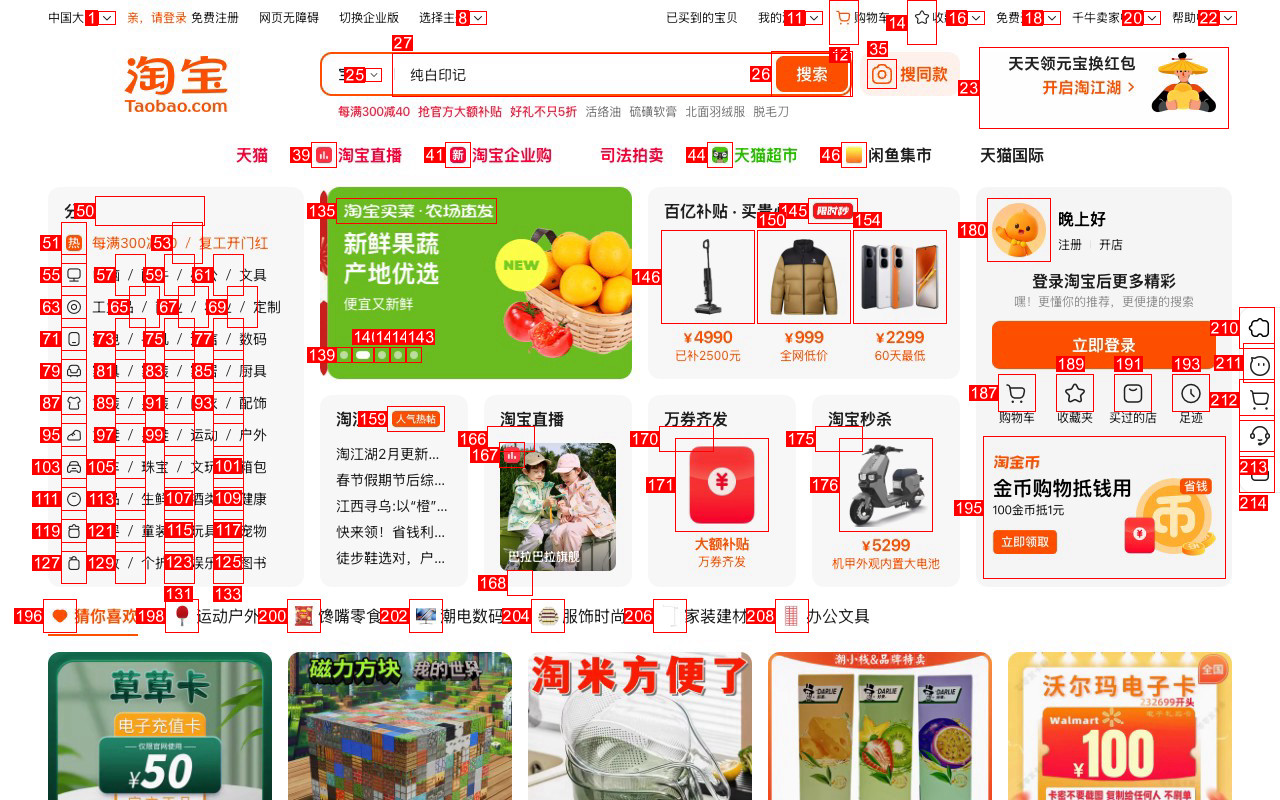 中国大 1
亲，请登录 免费注册
网页无障碍
切换企业版
选择主 8
已买到的宝贝
我的 11
购物车
14 收 16
免费 18
千牛卖家 20
帮助 22
淘宝
Taobao.com
27
25
纯白印记
26 搜索 12
35 搜同款
每满300减40 抢官方大额补贴 好礼不只5折 活络油 硫磺软膏 北面羽绒服 脱毛刀
23
天天领元宝换红包
开启淘江湖
天猫
39 淘宝直播
41 新 淘宝企业购
司法拍卖
44 天猫超市
46 闲鱼集市
天猫国际
分 50
51 热 每满300 53 0 / 复工开门红
55 57 / 59 / 61 / 文具
63 工 65 品 / 67 / 69 / 定制
71 73 / 75 / 77 / 数码
79 81 / 83 / 85 / 厨具
87 89 / 91 / 93 / 配饰
95 97 / 99 / 运动 / 户外
103 105 / 珠宝 / 文玩 101 箱包
111 113 / 生鲜 107 酒类 109 健康
119 121 / 童装 115 玩具 117 宠物
127 129 / 个护 123 娱乐 125 图书
131 133
135 淘宝买菜·农场直发
新鲜果蔬
产地优选
便宜又新鲜
NEW
139 143
百亿补贴 · 买贵
145 限时秒
150 154
146
¥4990
已补2500元
¥999
全网低价
¥2299
60天最低
180
晚上好
注册 开店
登录淘宝后更多精彩
嘿！更懂你的推荐，更便捷的搜索
立即登录
187 189 191 193
购物车 收藏夹 买过的店 足迹
210
211
212
213
214
159 人气热帖
淘江湖2月更新...
春节假期节后综...
江西寻乌:以“橙”...
快来领！省钱利...
徒步鞋选对，户...
淘宝直播
166
167
巴拉巴拉旗舰
168
万券齐发
170
171
¥
大额补贴
万券齐发
淘宝秒杀
175
176
¥5299
机甲外观内置大电池
195
淘金币
金币购物抵钱用
100金币抵1元
立即领取
省钱
币
¥
196 猜你喜欢
198 运动户外
200 馋嘴零食
202 潮电数码
204 服饰时尚
206 家装建材
208 办公文具
草草卡
电子充值卡
仅限官网使用
¥50
磁力方块 我的世界
淘米方便了
潮小线&品牌特卖
DARLIE
DARLIE
DARLIE
全国
沃尔玛电子卡
232699开头
Walmart
¥100
卡密不要截图 复制给任何人 不刷单